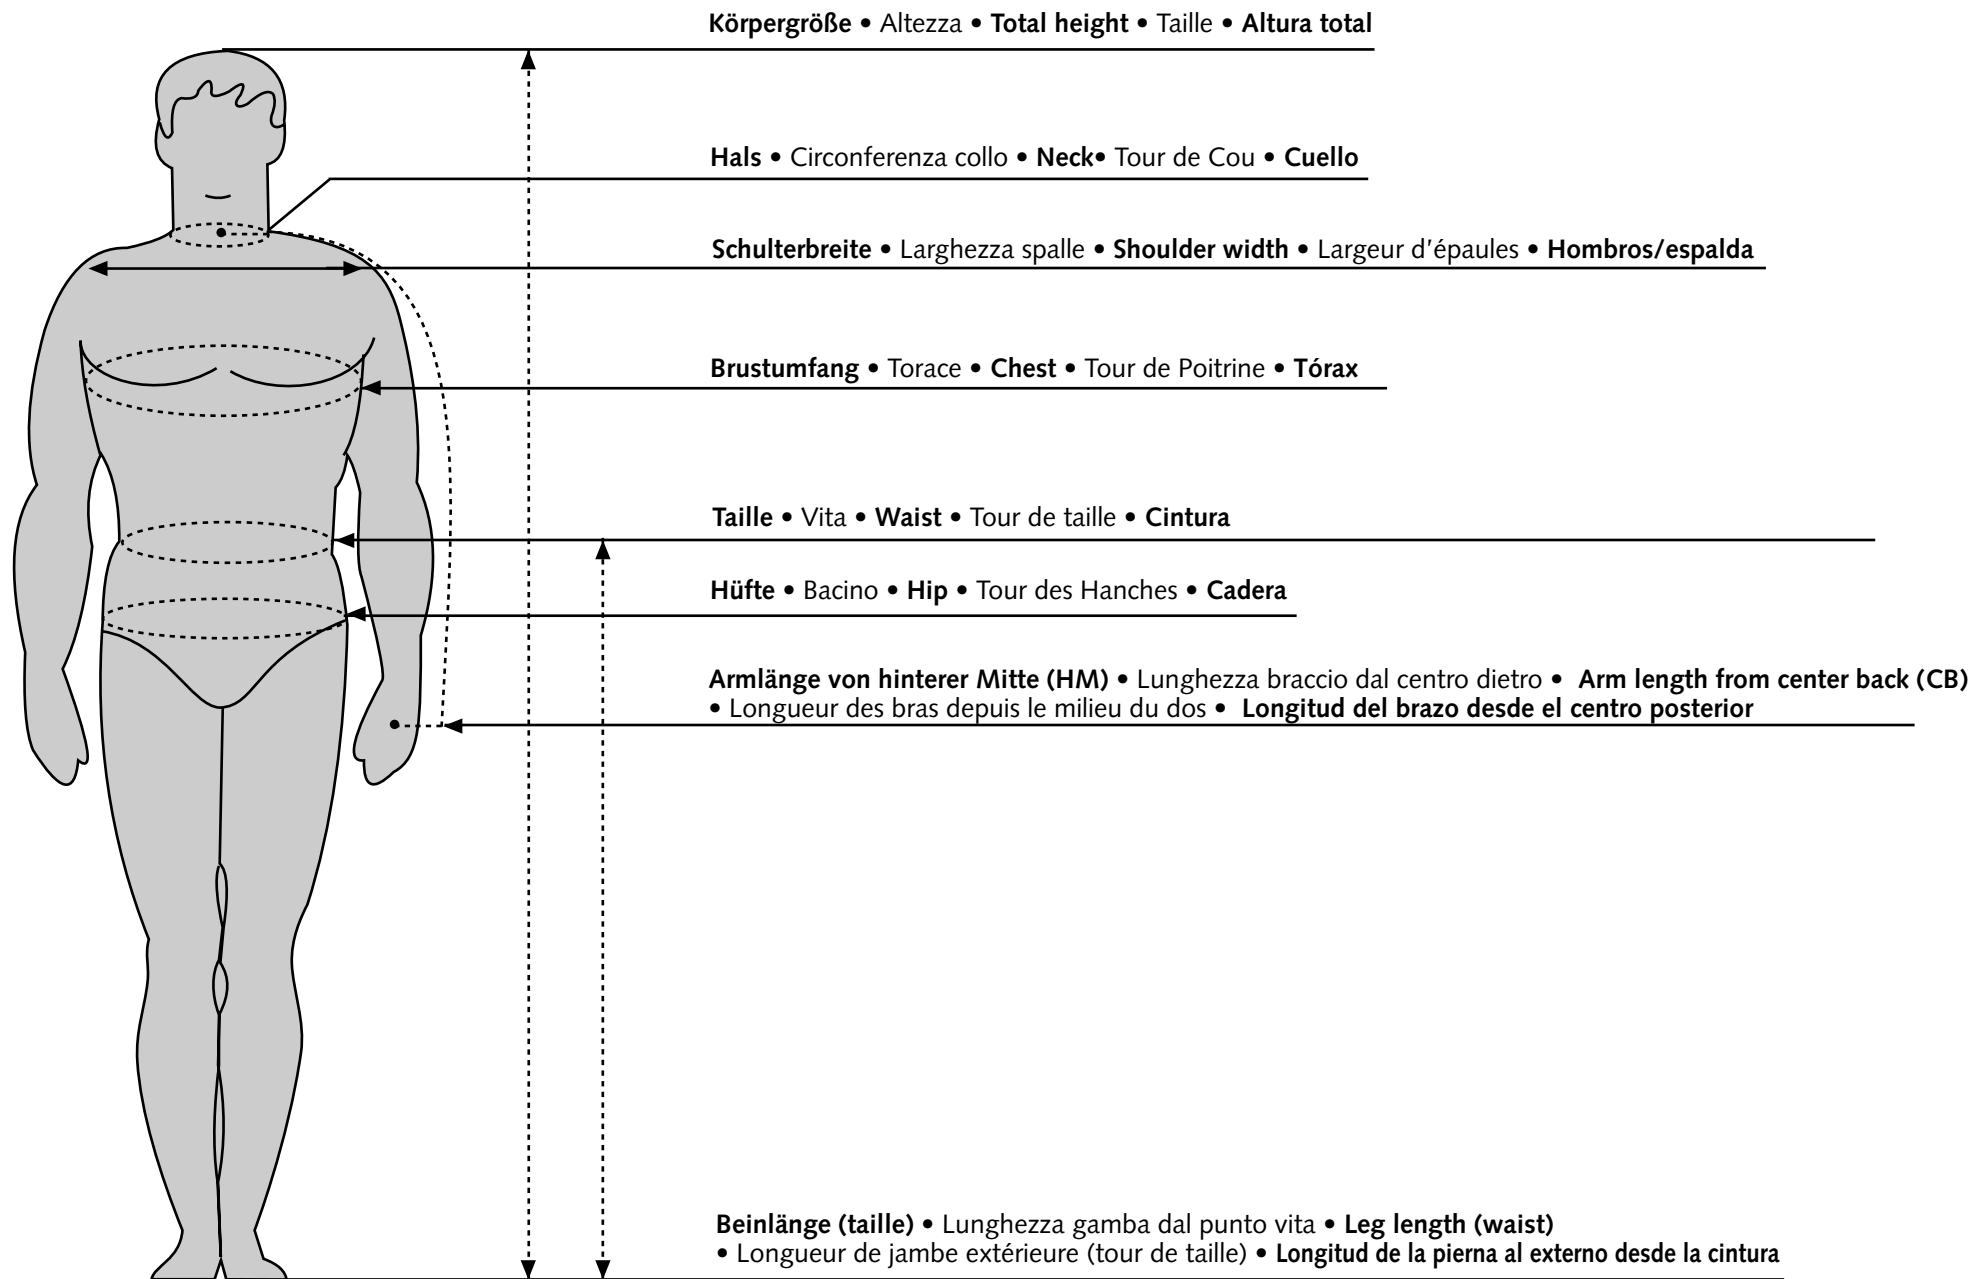 Körpergröße • Altezza • Total height • Taille • Altura total
Hals • Circonferenza collo • Neck• Tour de Cou • Cuello
Schulterbreite • Larghezza spalle • Shoulder width • Largeur d'épaules • Hombros/espalda
Brustumfang • Torace • Chest • Tour de Poitrine • Tórax
Taille • Vita • Waist • Tour de taille • Cintura
Hüfte • Bacino • Hip • Tour des Hanches • Cadera
Armlänge von hinterer Mitte (HM) • Lunghezza braccio dal centro dietro • Arm length from center back (CB)
• Longueur des bras depuis le milieu du dos • Longitud del brazo desde el centro posterior
Beinlänge (taille) • Lunghezza gamba dal punto vita • Leg length (waist)
• Longueur de jambe extérieure (tour de taille) • Longitud de la pierna al externo desde la cintura